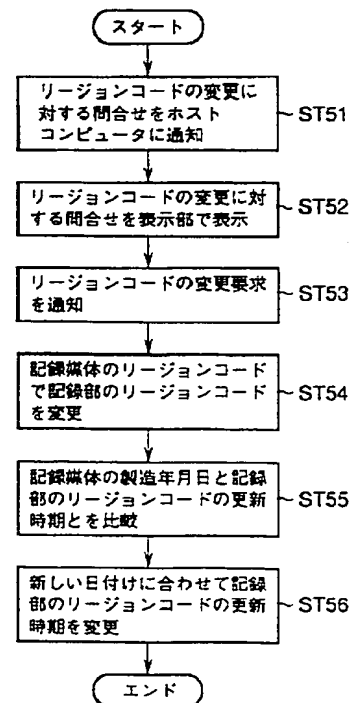 スタート
リージョンコードの変更に
対する問合せをホスト
コンピュータに通知
ST51
リージョンコードの変更に対
する問合せを表示部で表示
ST52
リージョンコードの変更要求
を通知
ST53
記録媒体のリージョンコード
で記録部のリージョンコード
を変更
ST54
記録媒体の製造年月日と記録
部のリージョンコードの更新
時期とを比較
ST55
新しい日付けに合わせて記録
部のリージョンコードの更新
時期を変更
ST56
エンド